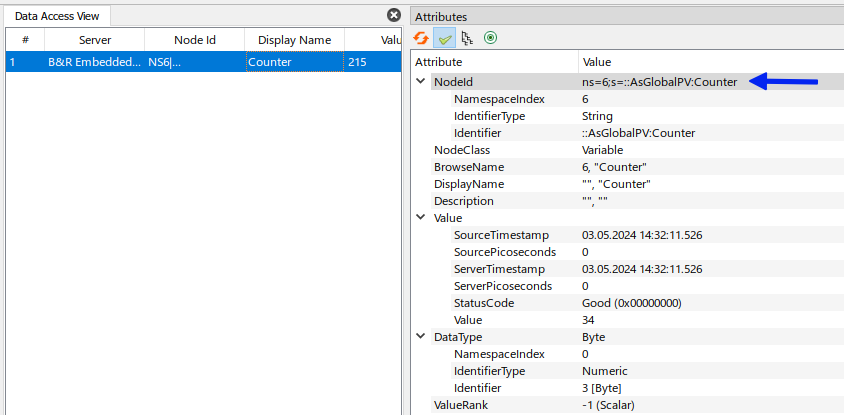 Data Access View
# Server Node Id Display Name Valu
1 B&R Embedded... NS6|... Counter 215
Attributes
Attribute Value
NodeId ns=6;s=::AsGlobalPV:Counter
NamespaceIndex 6
IdentifierType String
Identifier ::AsGlobalPV:Counter
NodeClass Variable
BrowseName 6, "Counter"
DisplayName "", "Counter"
Description "", ""
Value
SourceTimestamp 03.05.2024 14:32:11.526
SourcePicoseconds 0
ServerTimestamp 03.05.2024 14:32:11.526
ServerPicoseconds 0
StatusCode Good (0x00000000)
Value 34
DataType Byte
NamespaceIndex 0
IdentifierType Numeric
Identifier 3 [Byte]
ValueRank -1 (Scalar)